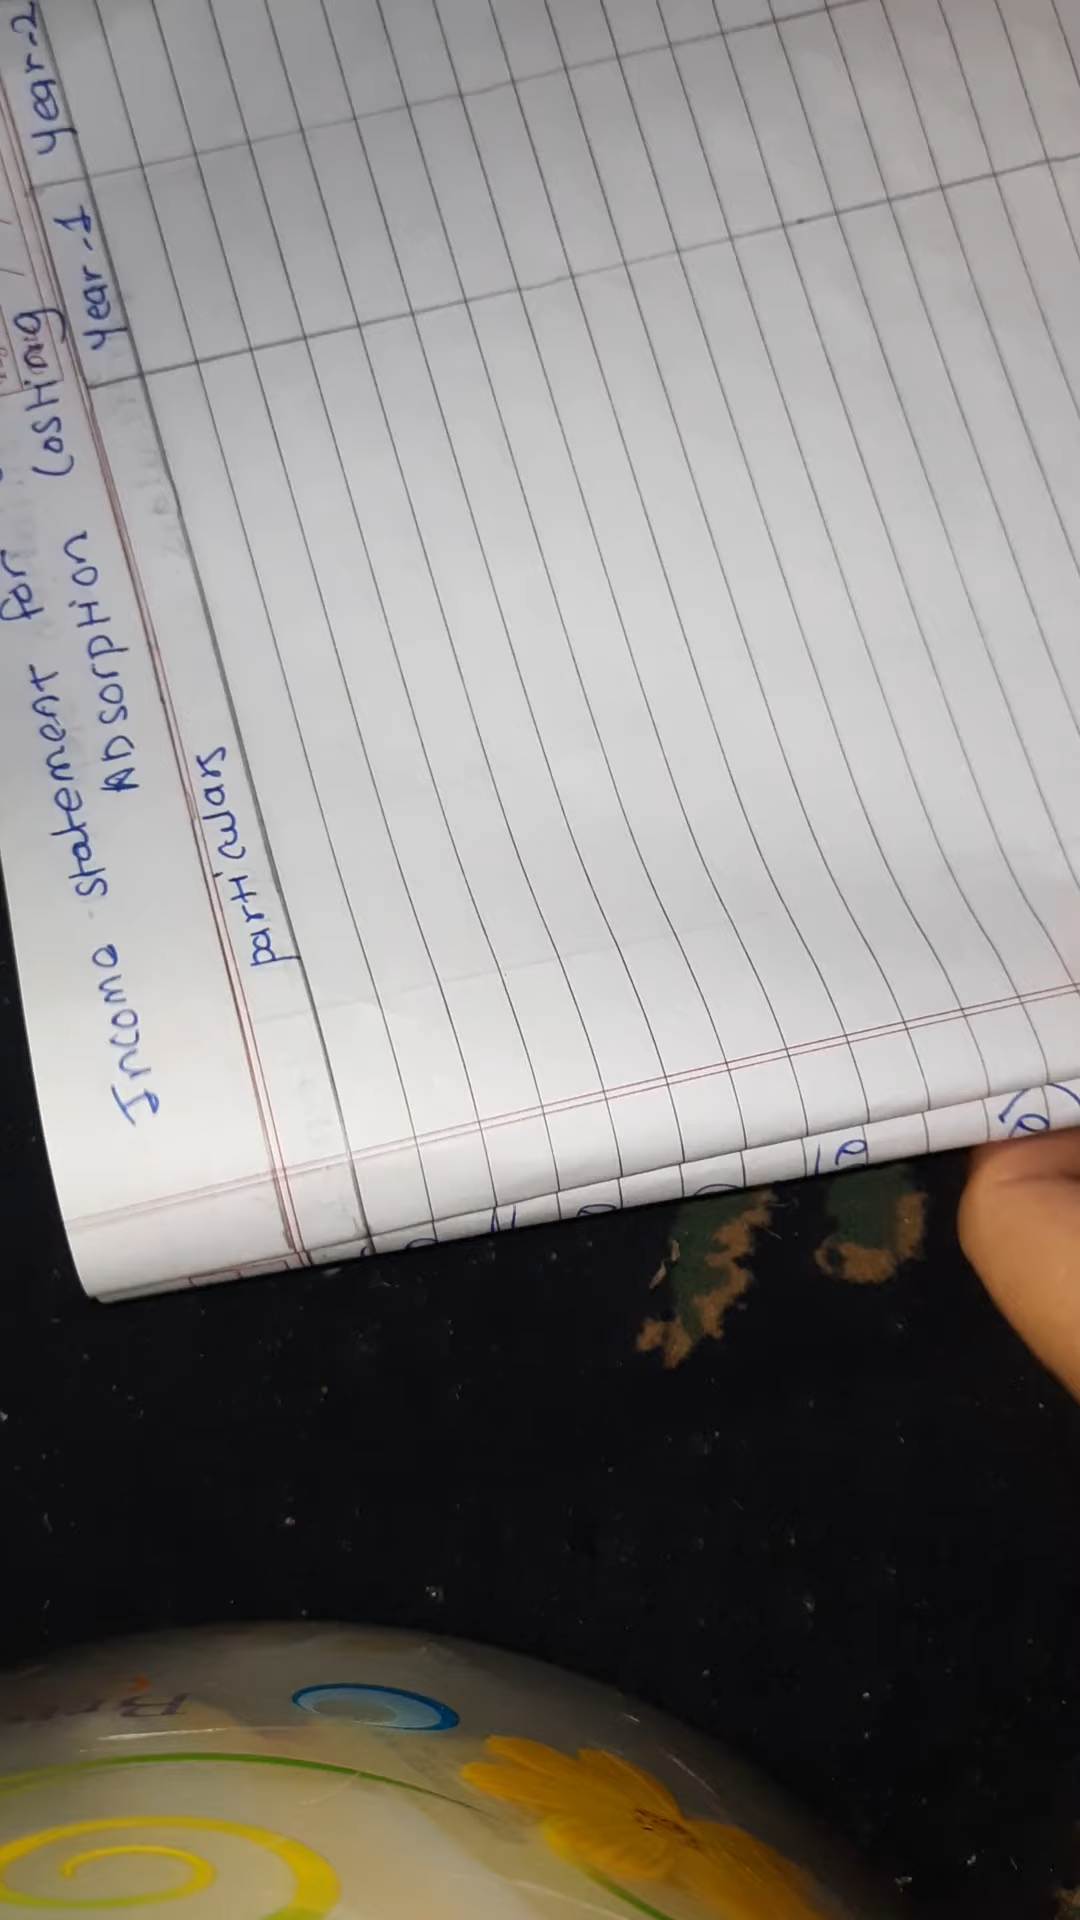 Income statement for
Absorption Costing
particulars Year-1 Year-2